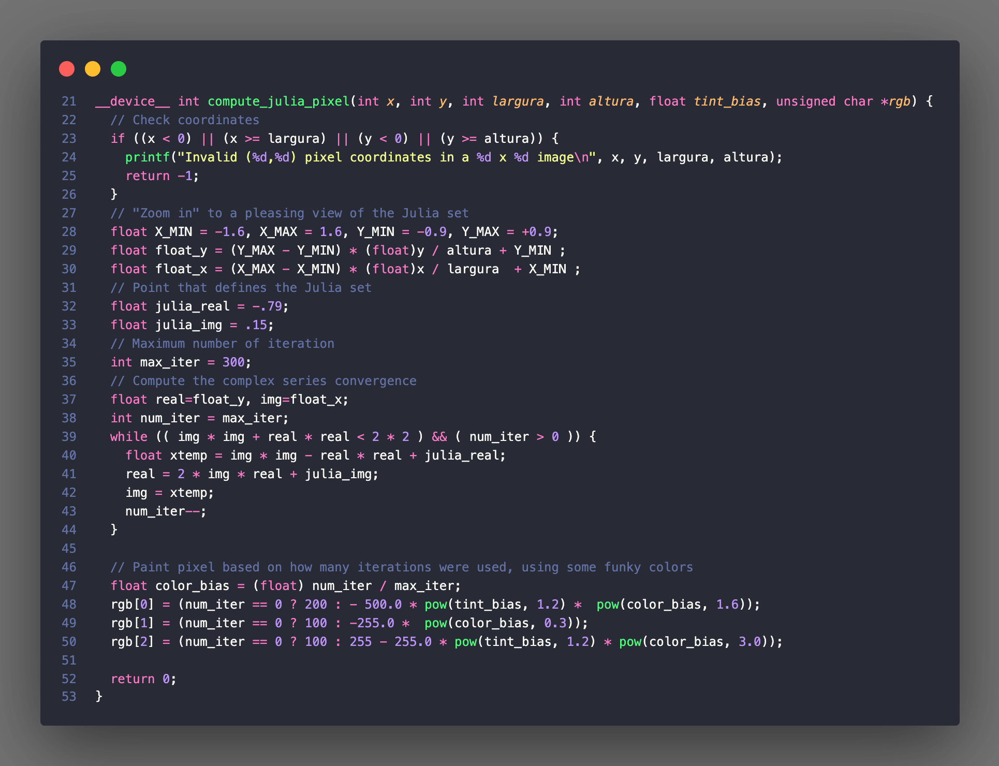 21 __device__ int compute_julia_pixel(int x, int y, int largura, int altura, float tint_bias, unsigned char *rgb) {
22   // Check coordinates
23   if ((x < 0) || (x >= largura) || (y < 0) || (y >= altura)) {
24     printf("Invalid (%d,%d) pixel coordinates in a %d x %d image\n", x, y, largura, altura);
25     return -1;
26   }
27   // "Zoom in" to a pleasing view of the Julia set
28   float X_MIN = -1.6, X_MAX = 1.6, Y_MIN = -0.9, Y_MAX = +0.9;
29   float float_y = (Y_MAX - Y_MIN) * (float)y / altura + Y_MIN ;
30   float float_x = (X_MAX - X_MIN) * (float)x / largura  + X_MIN ;
31   // Point that defines the Julia set
32   float julia_real = -.79;
33   float julia_img = .15;
34   // Maximum number of iteration
35   int max_iter = 300;
36   // Compute the complex series convergence
37   float real=float_y, img=float_x;
38   int num_iter = max_iter;
39   while (( img * img + real * real < 2 * 2 ) && ( num_iter > 0 )) {
40     float xtemp = img * img - real * real + julia_real;
41     real = 2 * img * real + julia_img;
42     img = xtemp;
43     num_iter--;
44   }
45
46   // Paint pixel based on how many iterations were used, using some funky colors
47   float color_bias = (float) num_iter / max_iter;
48   rgb[0] = (num_iter == 0 ? 200 : - 500.0 * pow(tint_bias, 1.2) *  pow(color_bias, 1.6));
49   rgb[1] = (num_iter == 0 ? 100 : -255.0 *  pow(color_bias, 0.3));
50   rgb[2] = (num_iter == 0 ? 100 : 255 - 255.0 * pow(tint_bias, 1.2) * pow(color_bias, 3.0));
51
52   return 0;
53 }